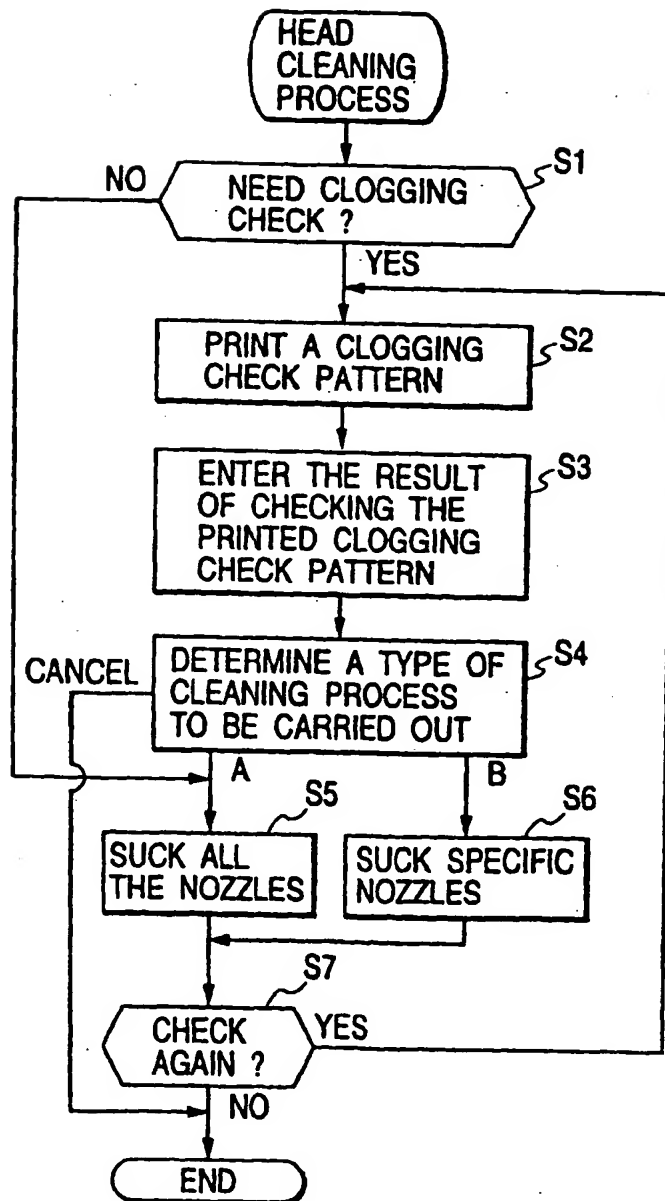 HEAD
CLEANING
PROCESS
S1
NO
NEED CLOGGING
CHECK ?
YES
S2
PRINT A CLOGGING
CHECK PATTERN
S3
ENTER THE RESULT
OF CHECKING THE
PRINTED CLOGGING
CHECK PATTERN
S4
CANCEL
DETERMINE A TYPE OF
CLEANING PROCESS
TO BE CARRIED OUT
A
B
S5
S6
SUCK ALL
THE NOZZLES
SUCK SPECIFIC
NOZZLES
S7
CHECK
AGAIN ?
YES
NO
END